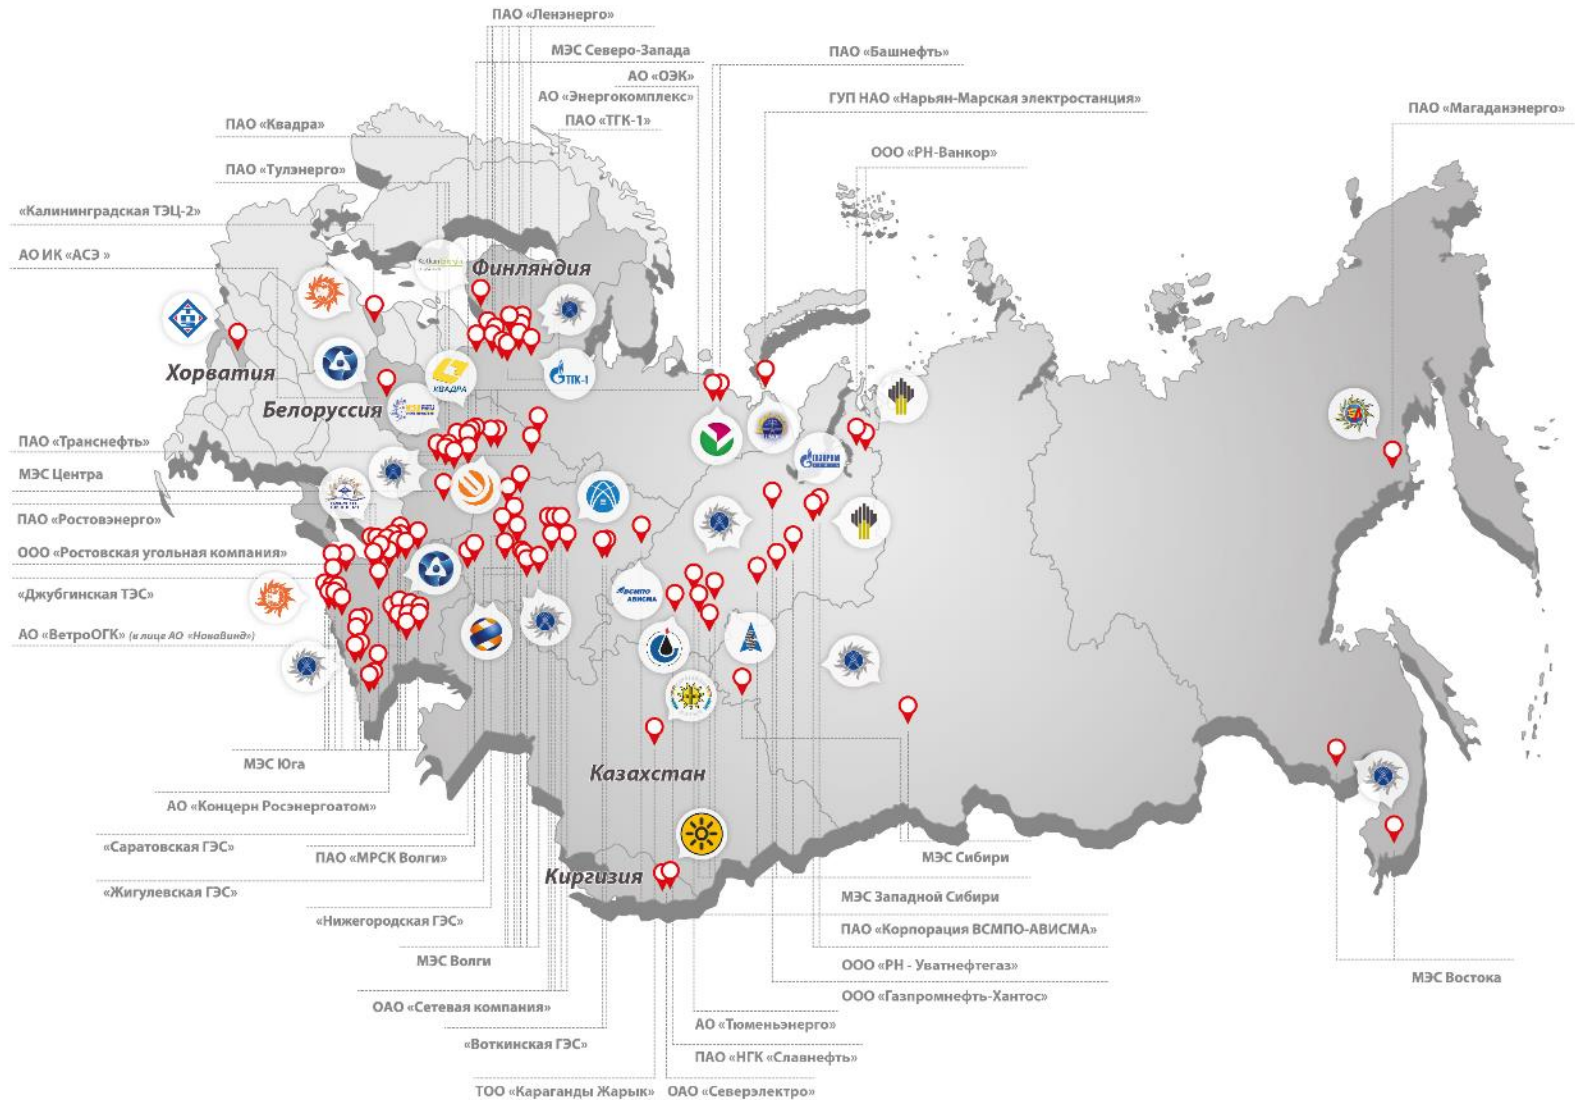 ПАО «Ленэнерго»
МЭС Северо-Запада
ПАО «Башнефть»
АО «ОЭК»
АО «Энергокомплекс»
ГУП НАО «Нарьян-Марская электростанция»
ПАО «Магаданэнерго»
ПАО «Квадра»
ПАО «ТГК-1»
ООО «РН-Ванкор»
ПАО «Тулэнерго»
«Калининградская ТЭЦ-2»
АО ИК «АСЭ »
Финляндия
Хорватия
ТГК-1
КВАДРА
Белоруссия
ПАО «Транснефть»
ГАЗПРОМ
МЭС Центра
ПАО «Ростовэнерго»
ООО «Ростовская угольная компания»
«Джубгинская ТЭС»
ВСМПО
АВИСМА
АО «ВетроОГК» (в лице АО «Новавинд»)
МЭС Юга
Казахстан
АО «Концерн Росэнергоатом»
«Саратовская ГЭС»
ПАО «МРСК Волги»
МЭС Сибири
Киргизия
«Жигулевская ГЭС»
МЭС Западной Сибири
«Нижегородская ГЭС»
ПАО «Корпорация ВСМПО-АВИСМА»
МЭС Волги
ООО «РН - Уватнефтегаз»
МЭС Востока
ООО «Газпромнефть-Хантос»
ОАО «Сетевая компания»
АО «Тюменьэнерго»
«Воткинская ГЭС»
ПАО «НГК «Славнефть»
ТОО «Караганды Жарык»
ОАО «Северэлектро»